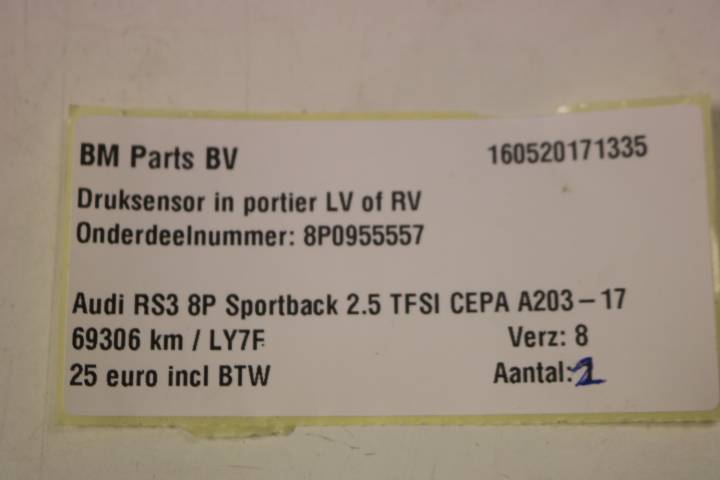 BM Parts BV 160520171335
Druksensor in portier LV of RV
Onderdeelnummer: 8P0955557
Audi RS3 8P Sportback 2.5 TFSI CEPA A203-17
69306 km / LY7F Verz: 8
25 euro incl BTW Aantal: